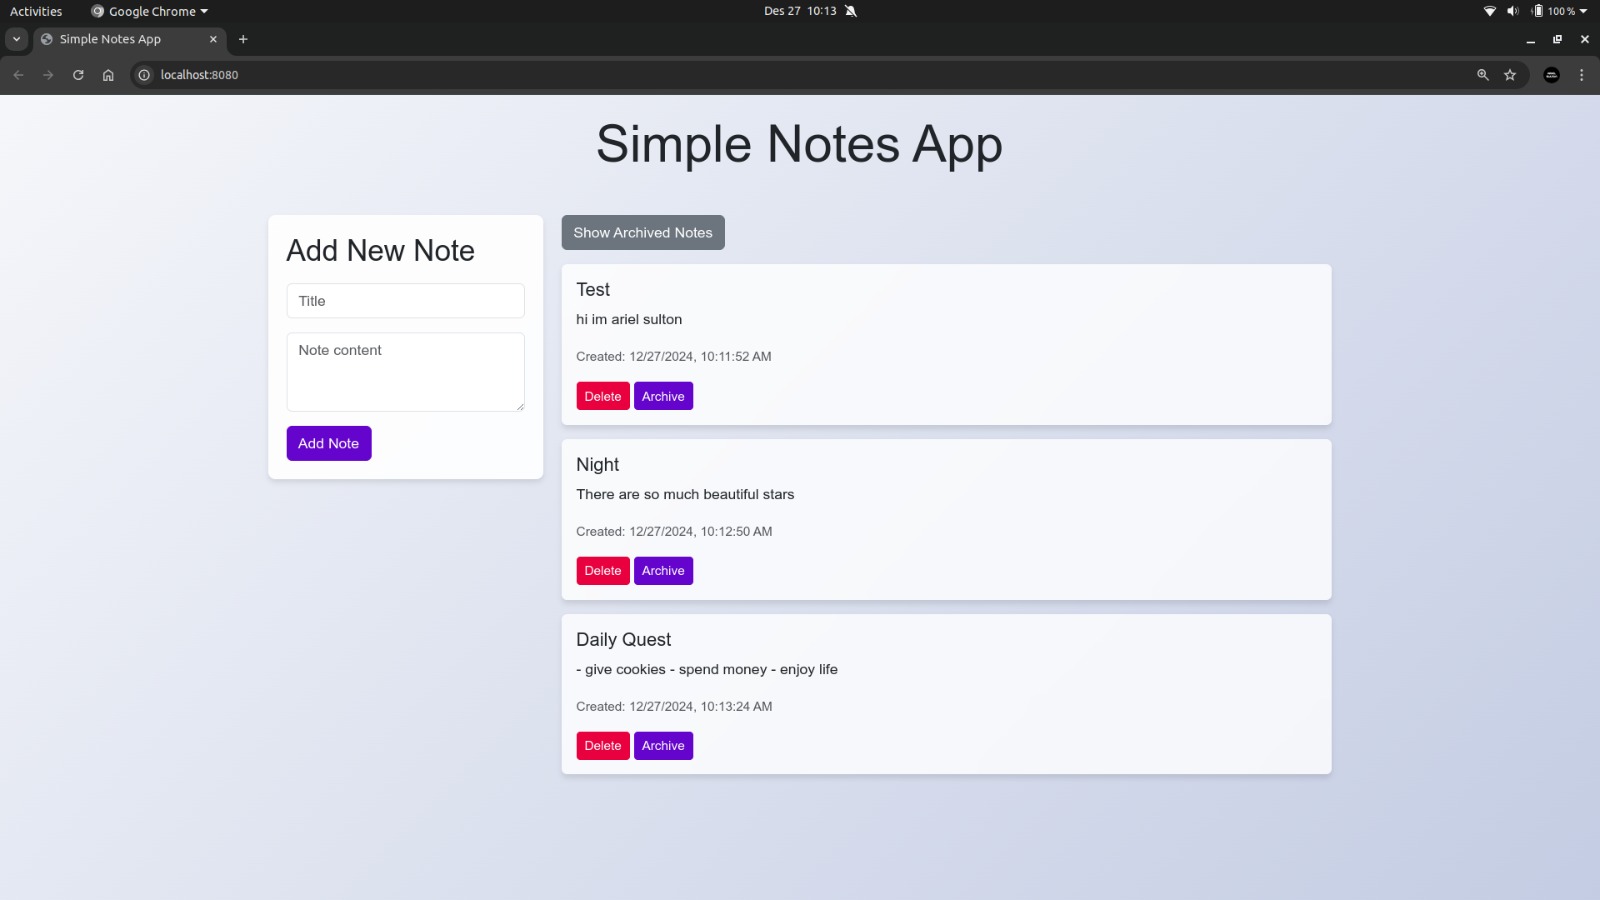 Activities Google Chrome Des 27 10:13 100 %
Simple Notes App
localhost:8080
Simple Notes App
Add New Note
Title
Note content
Add Note
Show Archived Notes
Test
hi im ariel sulton
Created: 12/27/2024, 10:11:52 AM
Delete Archive
Night
There are so much beautiful stars
Created: 12/27/2024, 10:12:50 AM
Delete Archive
Daily Quest
- give cookies - spend money - enjoy life
Created: 12/27/2024, 10:13:24 AM
Delete Archive